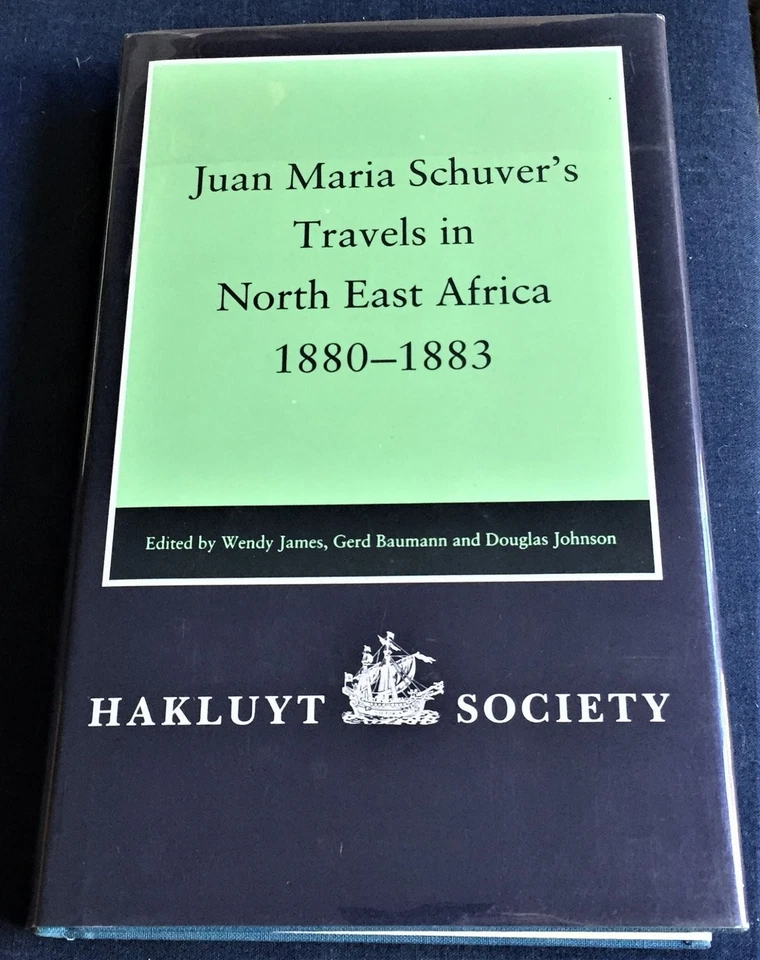 Juan Maria Schuver's
Travels in
North East Africa
1880–1883
Edited by Wendy James, Gerd Baumann and Douglas Johnson
HAKLUYT SOCIETY